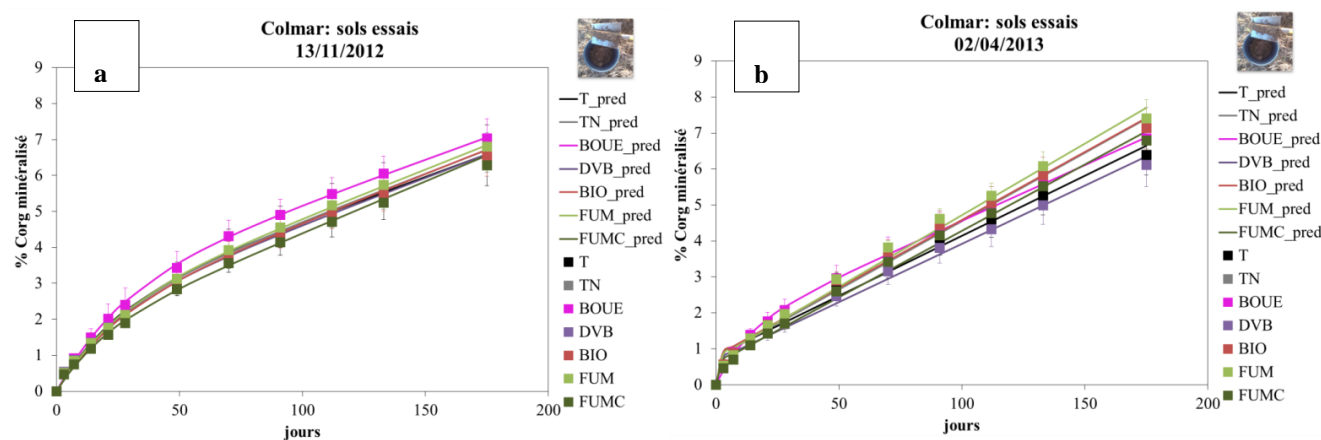 a
Colmar: sols essais
13/11/2012
% Corg minéralisé
9
8
7
6
5
4
3
2
1
0
0 50 100 150 200
jours
T_pred
TN_pred
BOUE_pred
DVB_pred
BIO_pred
FUM_pred
FUMC_pred
T
TN
BOUE
DVB
BIO
FUM
FUMC
b
Colmar: sols essais
02/04/2013
% Corg minéralisé
9
8
7
6
5
4
3
2
1
0
0 50 100 150 200
jours
T_pred
TN_pred
BOUE_pred
DVB_pred
BIO_pred
FUM_pred
FUMC_pred
T
TN
BOUE
DVB
BIO
FUM
FUMC